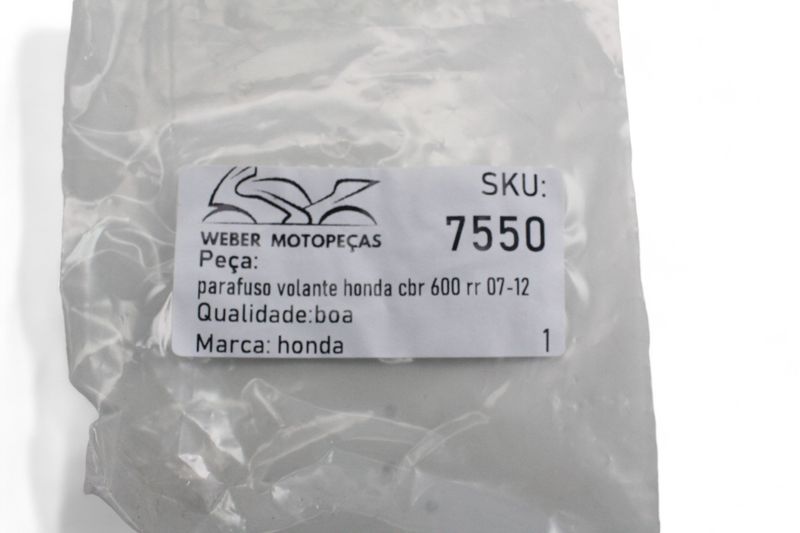 SKU:
WEBER MOTOPEÇAS
7550
Peça:
parafuso volante honda cbr 600 rr 07-12
Qualidade:boa
Marca: honda
1